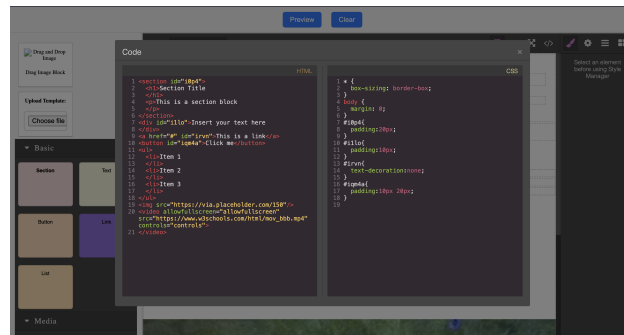 Preview
Clear
Drag and Drop
Image
Drag Image Block
Upload Template:
Choose file
Basic
Section
Text
Button
Link
List
Media
Code
HTML
1 <section id="i0p4">
2 <h1>Section Title
3 </h1>
4 <p>This is a section block
5 </p>
6 </section>
7 <div id="illo">Insert your text here
8 </div>
9 <a href="#" id="irvn">This is a link</a>
10 <button id="iqm4a">Click me</button>
11 <ul>
12 <li>Item 1
13 </li>
14 <li>Item 2
15 </li>
16 <li>Item 3
17 </li>
18 </ul>
19 <img src="https://via.placeholder.com/150"/>
20 <video allowfullscreen="allowfullscreen"
src="https://www.w3schools.com/html/mov_bbb.mp4"
controls="controls">
21 </video>
CSS
1 * {
2 box-sizing: border-box;
3 }
4 body {
5 margin: 0;
6 }
7 #i0p4{
8 padding:20px;
9 }
10 #illo{
11 padding:10px;
12 }
13 #irvn{
14 text-decoration:none;
15 }
16 #iqm4a{
17 padding:10px 20px;
18 }
19
Select an element
before using Style
Manager